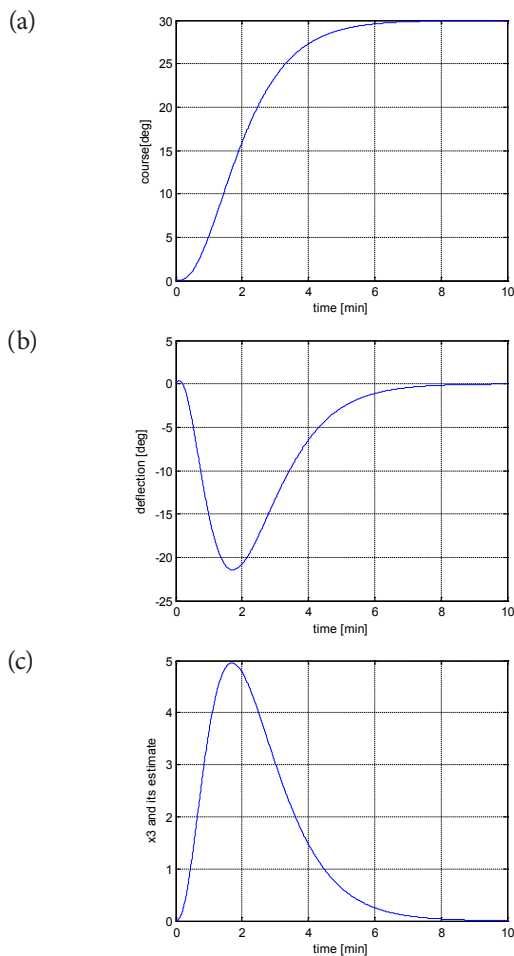 (a)
30
25
20
15
10
5
0
course[deg]
0 2 4 6 8 10
time [min]
(b)
5
0
-5
-10
-15
-20
-25
deflection [deg]
0 2 4 6 8 10
time [min]
(c)
5
4
3
2
1
0
x3 and its estimate
0 2 4 6 8 10
time [min]